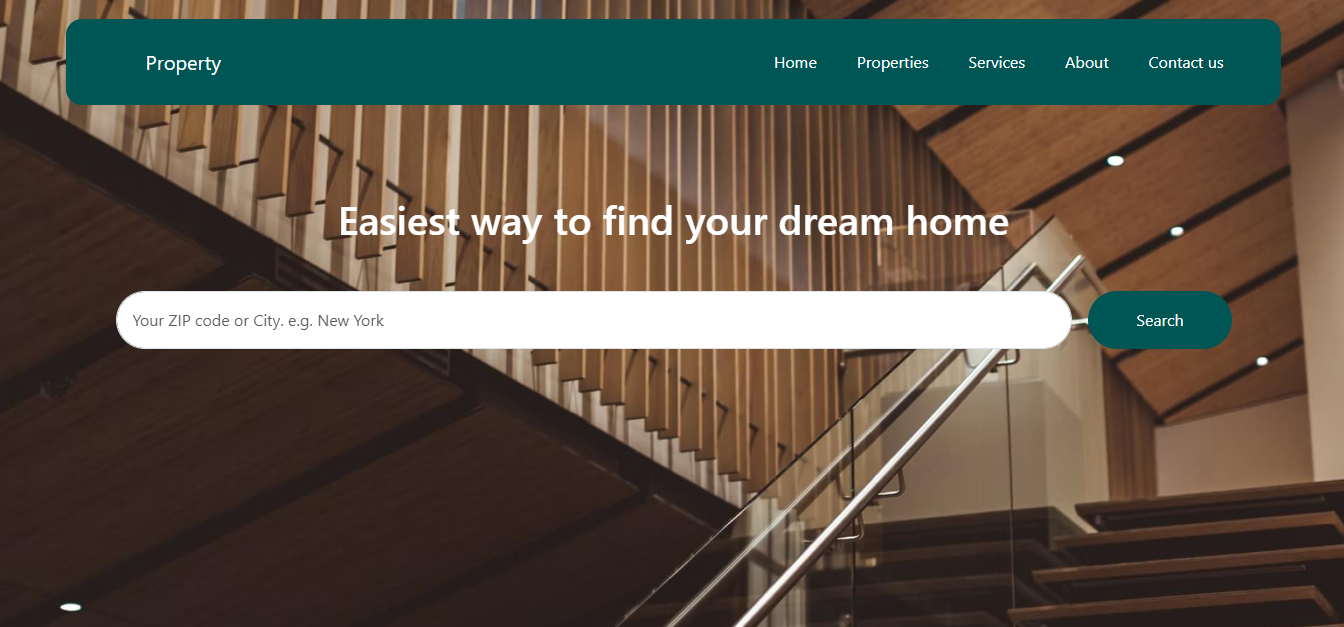 Property
Home Properties Services About Contact us
Easiest way to find your dream home
Your ZIP code or City. e.g. New York
Search